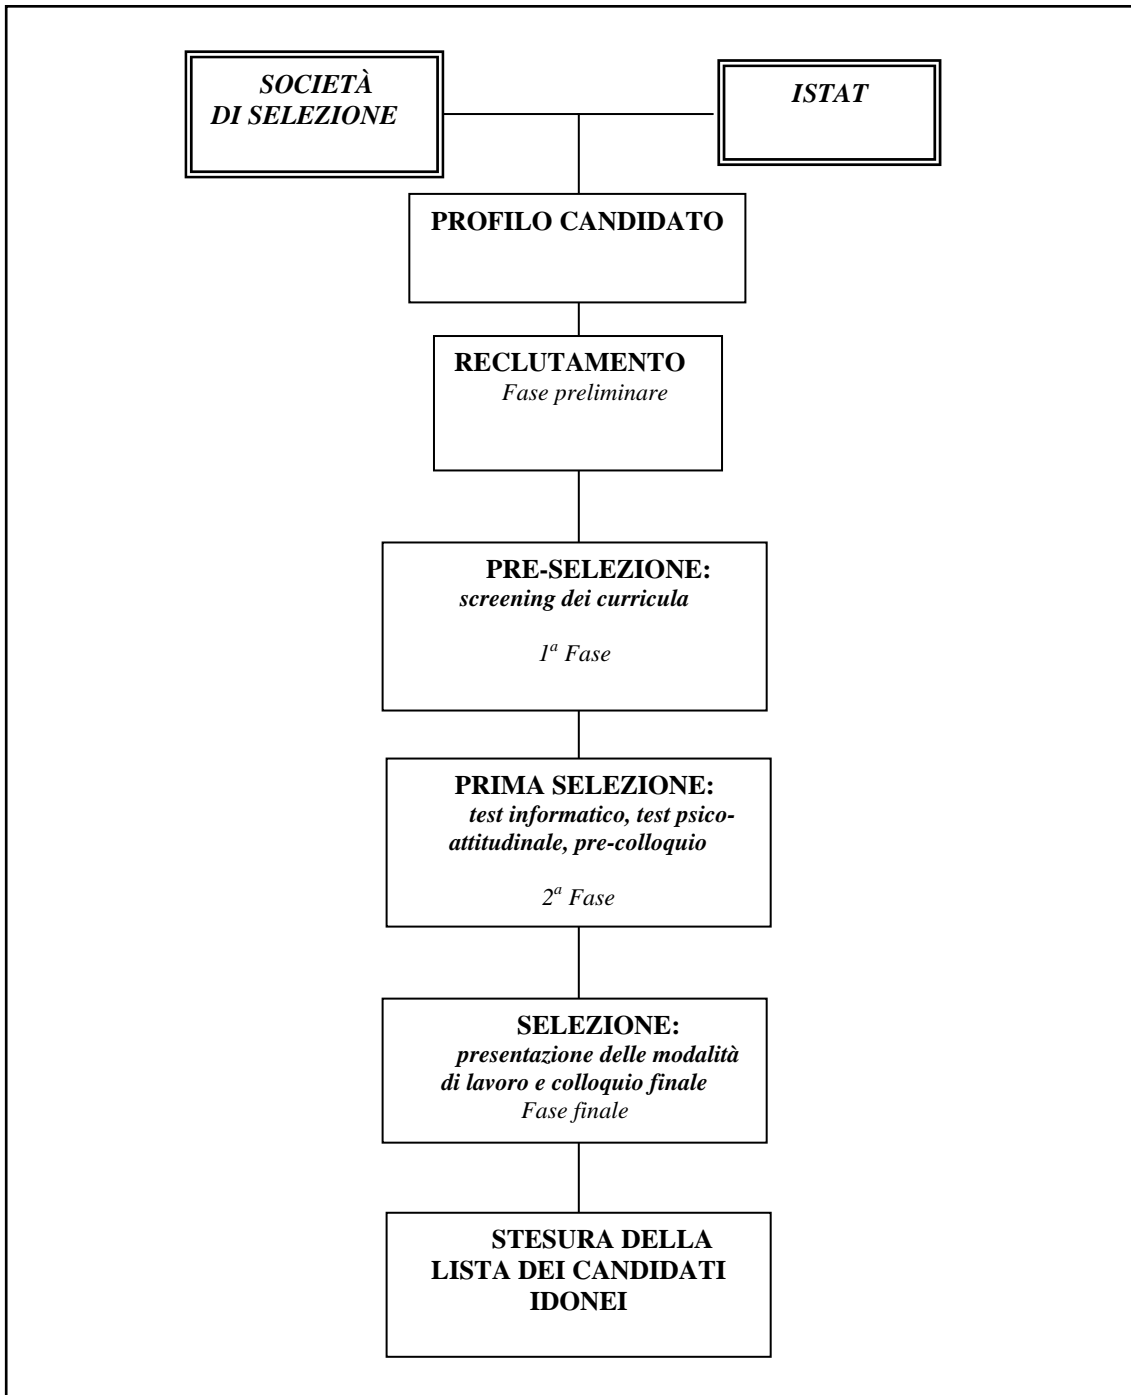 SOCIETÀ
DI SELEZIONE
ISTAT
PROFILO CANDIDATO
RECLUTAMENTO
Fase preliminare
PRE-SELEZIONE:
screening dei curricula
1ª Fase
PRIMA SELEZIONE:
test informatico, test psico-
attitudinale, pre-colloquio
2ª Fase
SELEZIONE:
presentazione delle modalità
di lavoro e colloquio finale
Fase finale
STESURA DELLA
LISTA DEI CANDIDATI
IDONEI